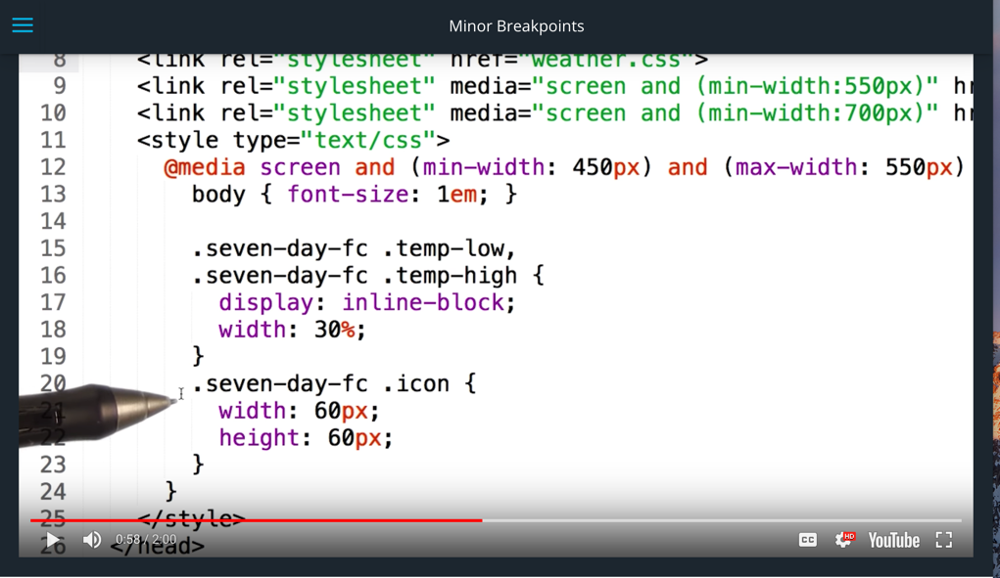 Minor Breakpoints
8 <link rel="stylesheet" href="weather.css">
9 <link rel="stylesheet" media="screen and (min-width:550px)" hr
10 <link rel="stylesheet" media="screen and (min-width:700px)" hr
11 <style type="text/css">
12 @media screen and (min-width: 450px) and (max-width: 550px)
13 body { font-size: 1em; }
14
15 .seven-day-fc .temp-low,
16 .seven-day-fc .temp-high {
17 display: inline-block;
18 width: 30%;
19 }
20 .seven-day-fc .icon {
21 width: 60px;
22 height: 60px;
23 }
24 }
25 </style>
0:58 / 2:00 CC HD YouTube
26 </head>